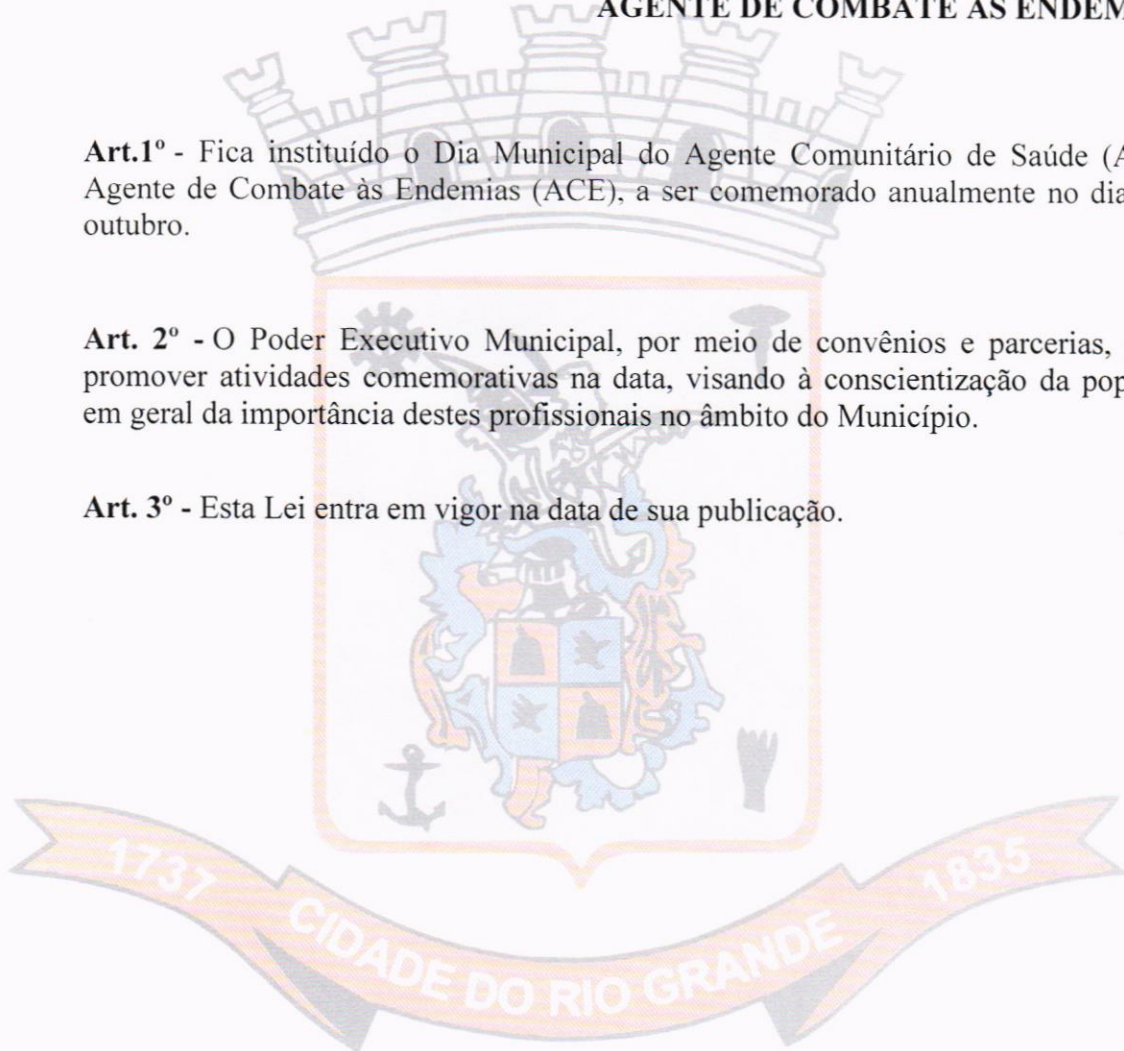 AGENTE DE COMBATE ÀS ENDEM
Art.1º - Fica instituído o Dia Municipal do Agente Comunitário de Saúde (A
Agente de Combate às Endemias (ACE), a ser comemorado anualmente no dia
outubro.
Art. 2º - O Poder Executivo Municipal, por meio de convênios e parcerias,
promover atividades comemorativas na data, visando à conscientização da pop
em geral da importância destes profissionais no âmbito do Município.
Art. 3º - Esta Lei entra em vigor na data de sua publicação.
1737 CIDADE DO RIO GRANDE 1835